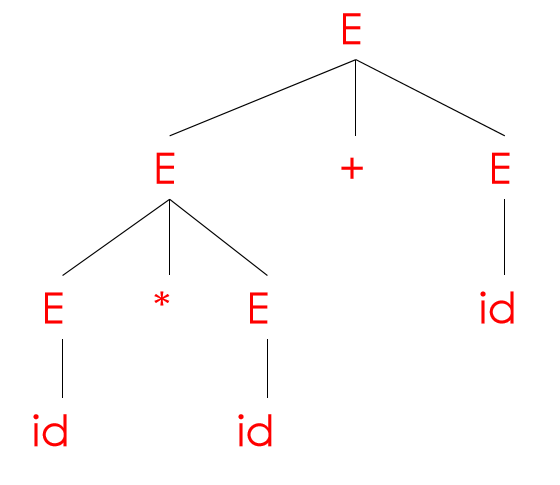 E
E + E
E * E id
id id